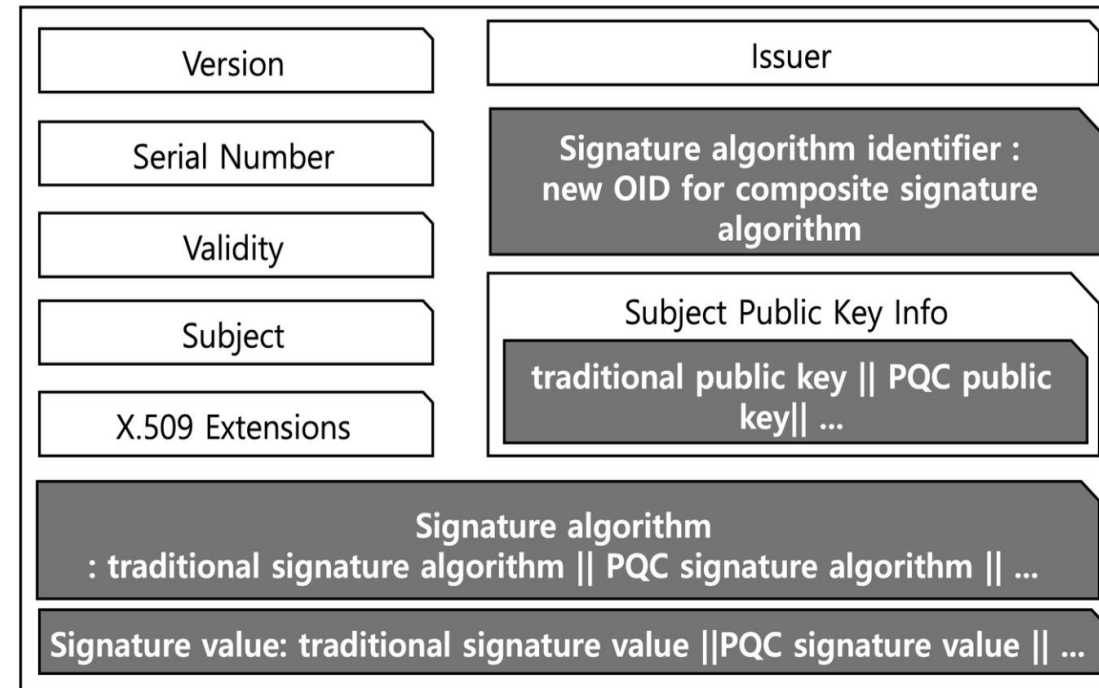 Version
Serial Number
Validity
Subject
X.509 Extensions
Issuer
Signature algorithm identifier :
new OID for composite signature
algorithm
Subject Public Key Info
traditional public key || PQC public
key|| ...
Signature algorithm
: traditional signature algorithm || PQC signature algorithm || ...
Signature value: traditional signature value ||PQC signature value || ...